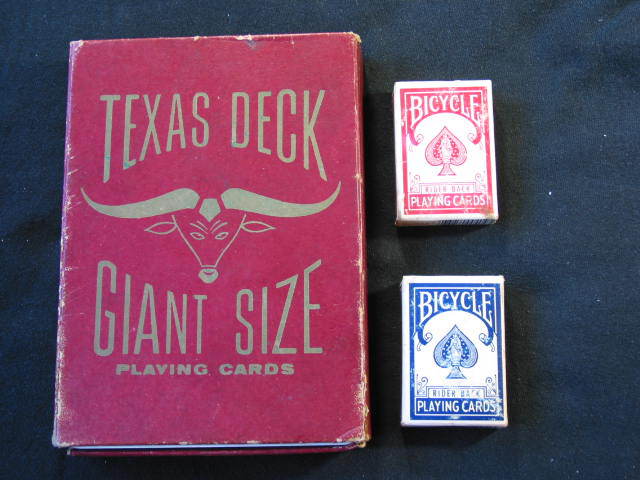 TEXAS DECK
GIANT SIZE
PLAYING CARDS
BICYCLE
RIDER BACK
PLAYING CARDS
BICYCLE
RIDER BACK
PLAYING CARDS